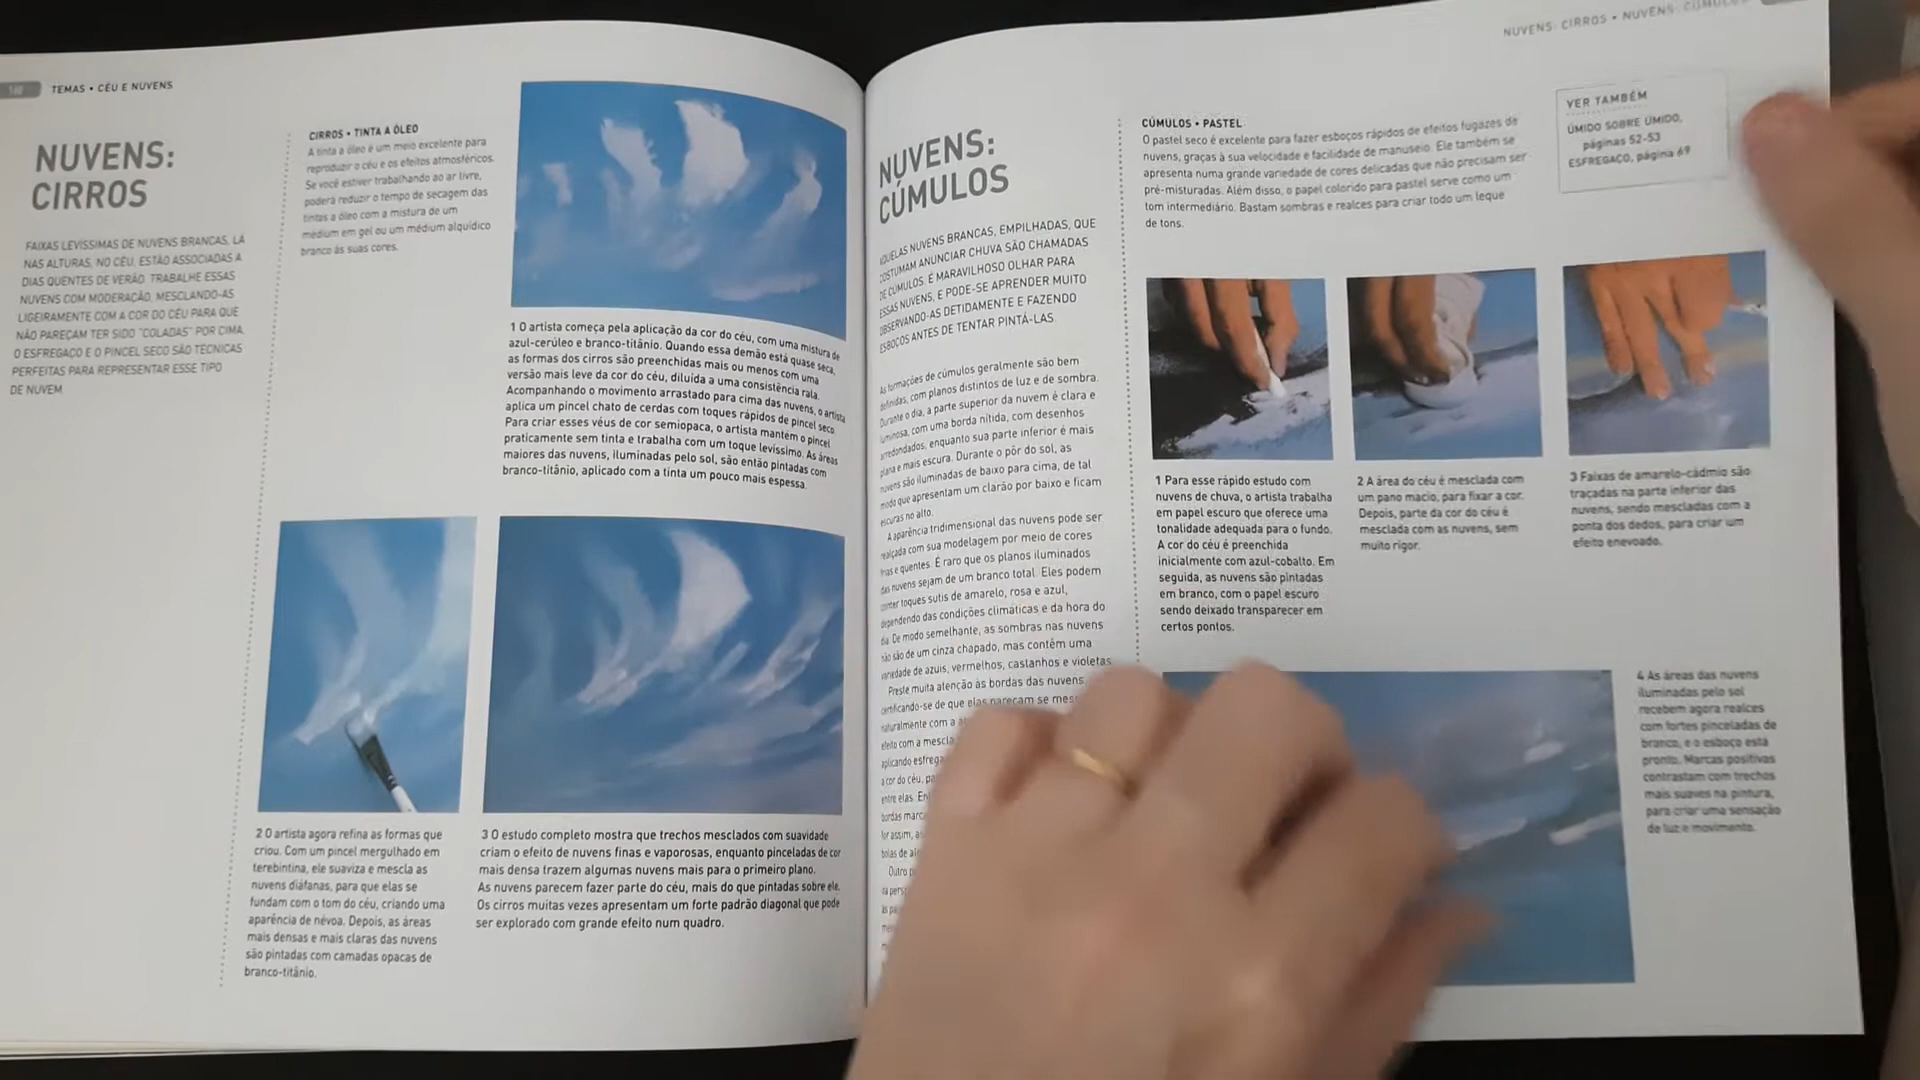 TEMAS • CÉU E NUVENS
NUVENS:
CIRROS
FAIXAS LEVÍSSIMAS DE NUVENS BRANCAS, LÁ
NAS ALTURAS, NO CÉU, ESTÃO ASSOCIADAS A
DIAS QUENTES DE VERÃO. TRABALHE ESSAS
NUVENS COM MODERAÇÃO, MESCLANDO-AS
LIGEIRAMENTE COM A COR DO CÉU PARA QUE
NÃO PAREÇAM TER SIDO "COLADAS" POR CIMA.
O ESFREGAÇO E O PINCEL SECO SÃO TÉCNICAS
PERFEITAS PARA REPRESENTAR ESSE TIPO
DE NUVEM.
CIRROS • TINTA A ÓLEO
A tinta a óleo é um meio excelente para
reproduzir o céu e os efeitos atmosféricos.
Se você estiver trabalhando ao ar livre,
poderá reduzir o tempo de secagem das
tintas a óleo com a mistura de um
médium em gel ou um médium alquídico
branco às suas cores.
1 O artista começa pela aplicação da cor do céu, com uma mistura de
azul-cerúleo e branco-titânio. Quando essa demão está quase seca,
as formas dos cirros são preenchidas mais ou menos com uma
versão mais leve da cor do céu, diluída a uma consistência rala.
Acompanhando o movimento arrastado para cima das nuvens, o artista
aplica um pincel chato de cerdas com toques rápidos de pincel seco.
Para criar esses véus de cor semiopaca, o artista mantém o pincel
praticamente sem tinta e trabalha com um toque levíssimo. As áreas
maiores das nuvens, iluminadas pelo sol, são então pintadas com
branco-titânio, aplicado com a tinta um pouco mais espessa.
2 O artista agora refina as formas que
criou. Com um pincel mergulhado em
terebintina, ele suaviza e mescla as
nuvens diáfanas, para que elas se
fundam com o tom do céu, criando uma
aparência de névoa. Depois, as áreas
mais densas e mais claras das nuvens
são pintadas com camadas opacas de
branco-titânio.
3 O estudo completo mostra que trechos mesclados com suavidade
criam o efeito de nuvens finas e vaporosas, enquanto pinceladas de cor
mais densa trazem algumas nuvens mais para o primeiro plano.
As nuvens parecem fazer parte do céu, mais do que pintadas sobre ele.
Os cirros muitas vezes apresentam um forte padrão diagonal que pode
ser explorado com grande efeito num quadro.
NUVENS: CIRROS • NUVENS: CÚMULOS
NUVENS:
CÚMULOS
AQUELAS NUVENS BRANCAS, EMPILHADAS, QUE
COSTUMAM ANUNCIAR CHUVA SÃO CHAMADAS
DE CÚMULOS. É MARAVILHOSO OLHAR PARA
ESSAS NUVENS, E PODE-SE APRENDER MUITO
OBSERVANDO-AS DETIDAMENTE E FAZENDO
ESBOÇOS ANTES DE TENTAR PINTÁ-LAS.
As formações de cúmulos geralmente são bem
definidas, com planos distintos de luz e de sombra.
Durante o dia, a parte superior da nuvem é clara e
luminosa, com uma borda nítida, com desenhos
arredondados, enquanto sua parte inferior é mais
plana e mais escura. Durante o pôr do sol, as
nuvens são iluminadas de baixo para cima, de tal
modo que apresentam um clarão por baixo e ficam
escuras no alto.
A aparência tridimensional das nuvens pode ser
realçada com sua modelagem por meio de cores
frias e quentes. É raro que os planos iluminados
das nuvens sejam de um branco total. Eles podem
conter toques sutis de amarelo, rosa e azul,
dependendo das condições climáticas e da hora do
dia. De modo semelhante, as sombras nas nuvens
não são de um cinza chapado, mas contêm uma
variedade de azuis, vermelhos, castanhos e violetas.
Preste muita atenção às bordas das nuvens,
certificando-se de que elas pareçam se
naturalmente com a
efeito com a mescla
aplicando
a cor do céu,
entre elas.
bordas
for assim,
bolas de
Outro
CÚMULOS • PASTEL
O pastel seco é excelente para fazer esboços rápidos de efeitos fugazes de
nuvens, graças à sua velocidade e facilidade de manuseio. Ele também se
apresenta numa grande variedade de cores delicadas que não precisam ser
pré-misturadas. Além disso, o papel colorido para pastel serve como um
tom intermediário. Bastam sombras e realces para criar todo um leque
de tons.
VER TAMBÉM
ÚMIDO SOBRE ÚMIDO,
páginas 52-53
ESFREGAÇO, página 69
1 Para esse rápido estudo com
nuvens de chuva, o artista trabalha
em papel escuro que oferece uma
tonalidade adequada para o fundo.
A cor do céu é preenchida
inicialmente com azul-cobalto. Em
seguida, as nuvens são pintadas
em branco, com o papel escuro
sendo deixado transparecer em
certos pontos.
2 A área do céu é mesclada com
um pano macio, para fixar a cor.
Depois, parte da cor do céu é
mesclada com as nuvens, sem
muito rigor.
3 Faixas de amarelo-cádmio são
traçadas na parte inferior das
nuvens, sendo mescladas com a
ponta dos dedos, para criar um
efeito enevoado.
4 As áreas das nuvens
iluminadas pelo sol
recebem agora realces
com fortes pinceladas de
branco, e o esboço está
pronto. Marcas positivas
contrastam com trechos
mais suaves na pintura,
para criar uma sensação
de luz e movimento.